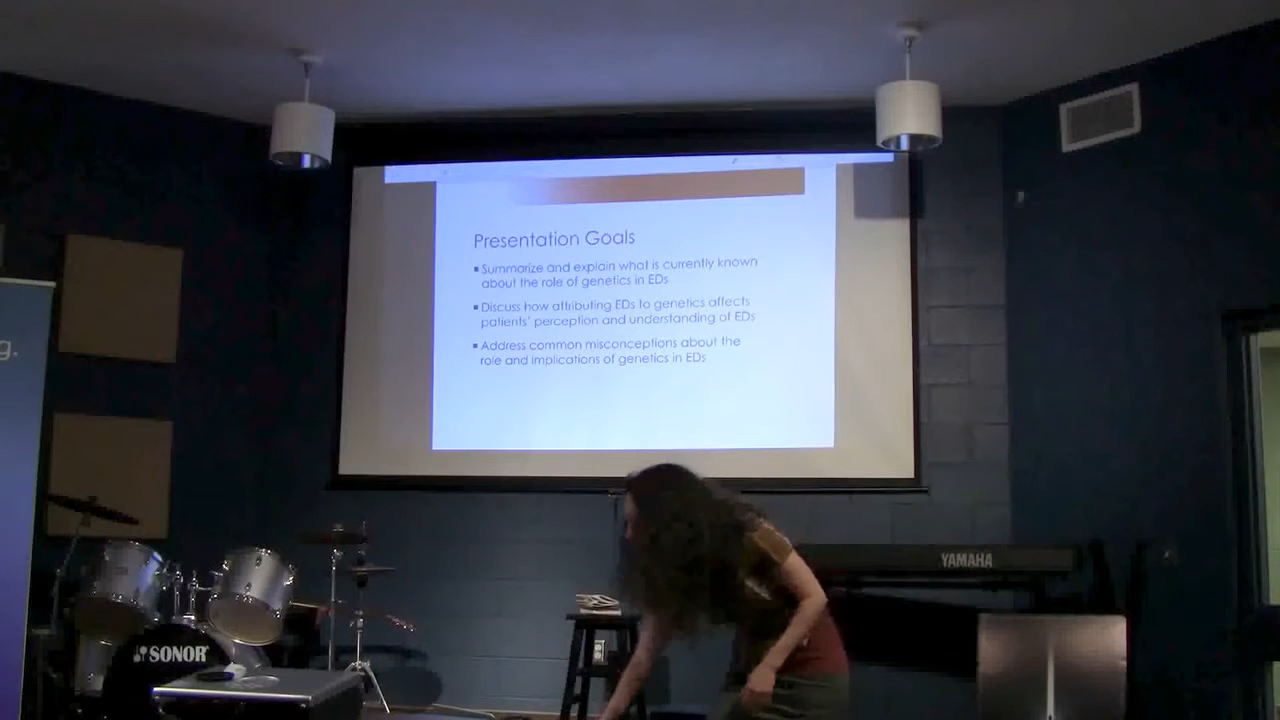 Presentation Goals
▪ Summarize and explain what is currently known
about the role of genetics in EDs
▪ Discuss how attributing EDs to genetics affects
patients' perception and understanding of EDs
▪ Address common misconceptions about the
role and implications of genetics in EDs
g.
YAMAHA
SONOR